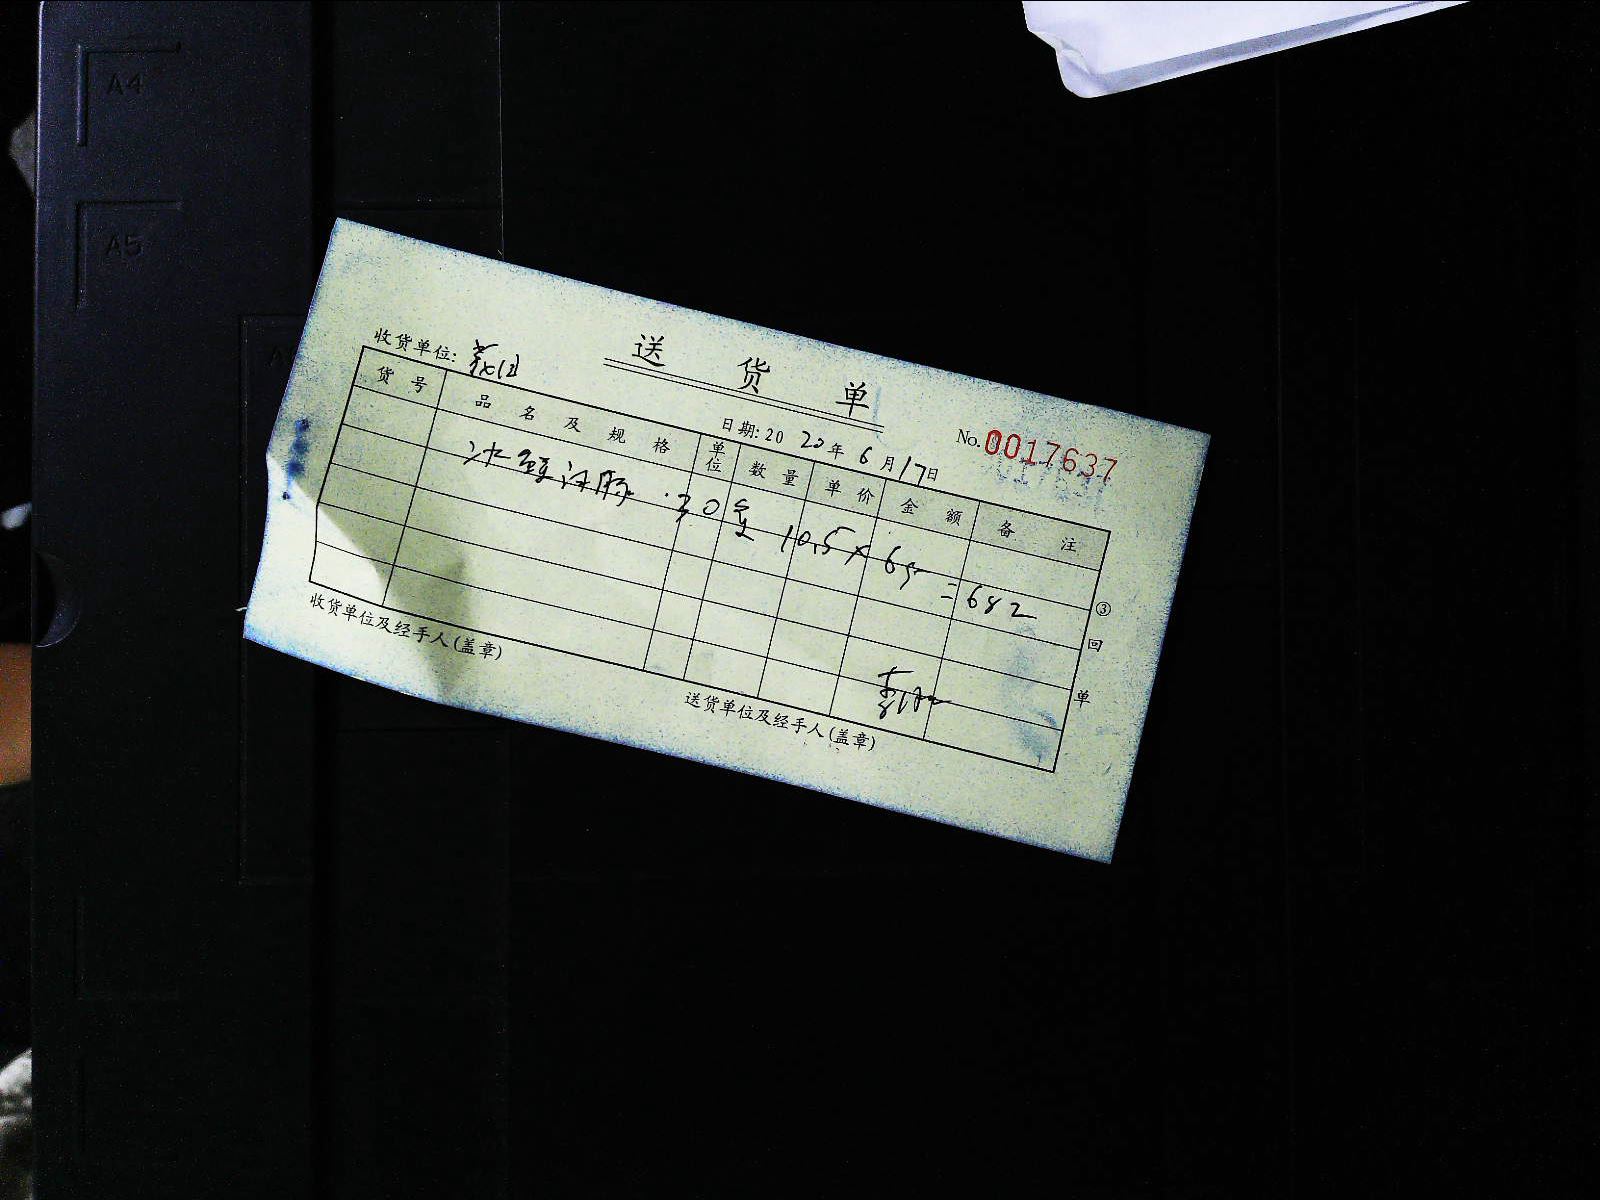 A4
A5
送货单
收货单位:
日期: 20 20年 6月17日
No. 0017637
货号 品名及规格 单位 数量 单价 金额 备注
30 10.5×65=682
③回单
收货单位及经手人(盖章)
送货单位及经手人(盖章)